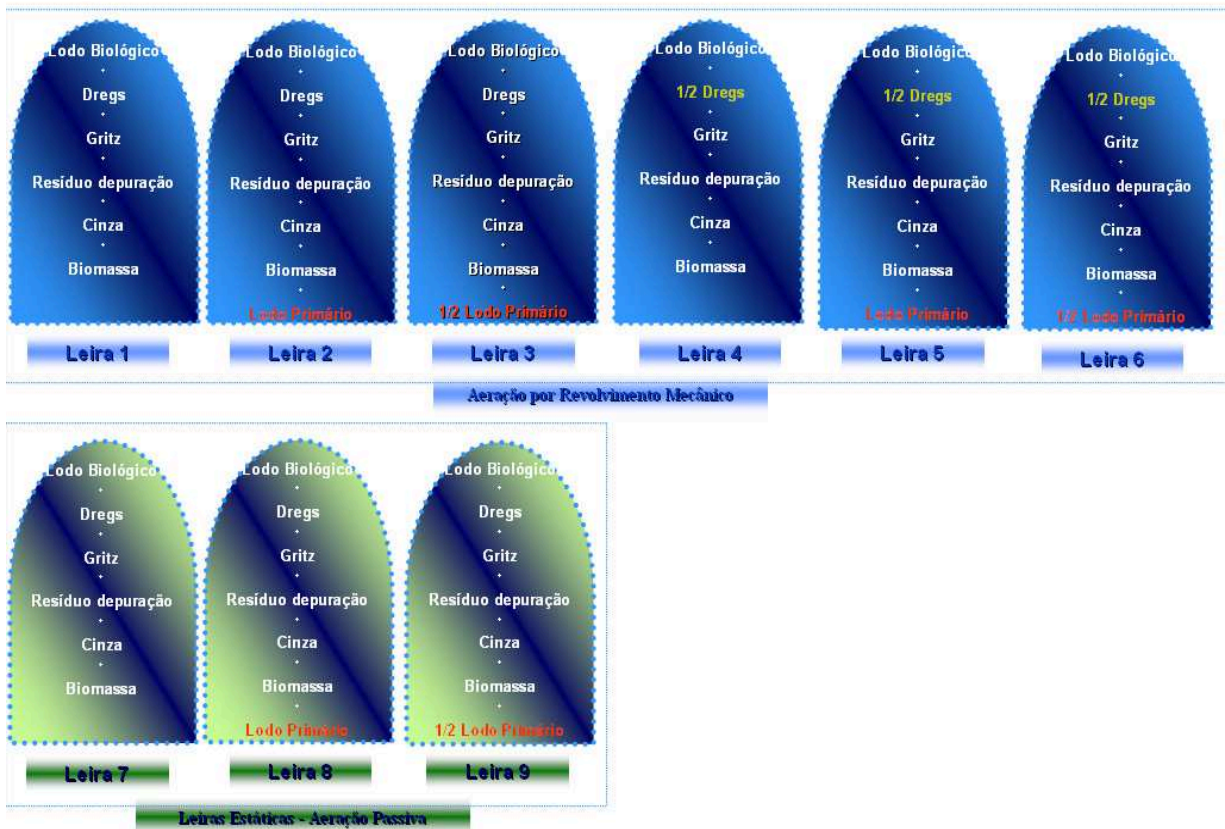 Lodo Biológico
+
Dregs
+
Gritz
+
Resíduo depuração
+
Cinza
+
Biomassa
Leira 1
Lodo Biológico
+
Dregs
+
Gritz
+
Resíduo depuração
+
Cinza
+
Biomassa
+
Lodo Primário
Leira 2
Lodo Biológico
+
Dregs
+
Gritz
+
Resíduo depuração
+
Cinza
+
Biomassa
+
1/2 Lodo Primário
Leira 3
Lodo Biológico
+
1/2 Dregs
+
Gritz
+
Resíduo depuração
+
Cinza
+
Biomassa
Leira 4
Lodo Biológico
+
1/2 Dregs
+
Gritz
+
Resíduo depuração
+
Cinza
+
Biomassa
+
Lodo Primário
Leira 5
Lodo Biológico
+
1/2 Dregs
+
Gritz
+
Resíduo depuração
+
Cinza
+
Biomassa
+
1/2 Lodo Primário
Leira 6
Aeração por Revolvimento Mecânico
Lodo Biológico
+
Dregs
+
Gritz
+
Resíduo depuração
+
Cinza
+
Biomassa
Leira 7
Lodo Biológico
+
Dregs
+
Gritz
+
Resíduo depuração
+
Cinza
+
Biomassa
+
Lodo Primário
Leira 8
Lodo Biológico
+
Dregs
+
Gritz
+
Resíduo depuração
+
Cinza
+
Biomassa
+
1/2 Lodo Primário
Leira 9
Leiras Estáticas - Aeração Passiva